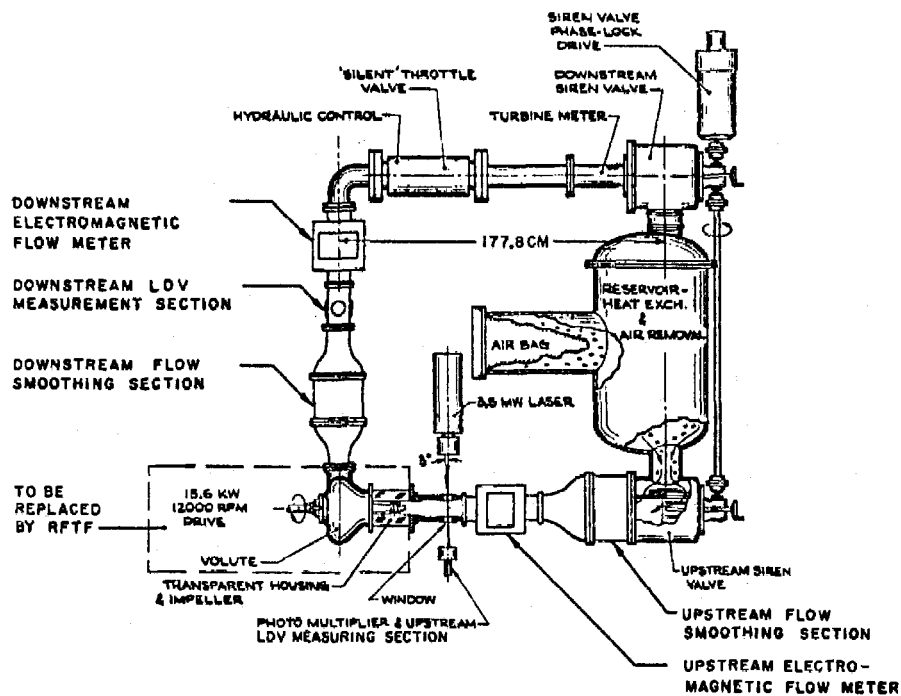 SIREN VALVE
PHASE-LOCK
DRIVE
'SILENT' THROTTLE
VALVE
DOWNSTREAM
SIREN VALVE
HYDRAULIC CONTROL
TURBINE METER
DOWNSTREAM
ELECTROMAGNETIC
FLOW METER
177.8CM
DOWNSTREAM LDV
MEASUREMENT SECTION
RESERVOIR-
HEAT EXCH.
&
AIR REMOVAL
AIR BAG
DOWNSTREAM FLOW
SMOOTHING SECTION
3.5 MW LASER
TO BE
REPLACED
BY RFTF
15.6 KW
12000 RPM
DRIVE
VOLUTE
TRANSPARENT HOUSING
& IMPELLER
WINDOW
UPSTREAM SIREN
VALVE
PHOTO MULTIPLIER & UPSTREAM
LDV MEASURING SECTION
UPSTREAM FLOW
SMOOTHING SECTION
UPSTREAM ELECTRO-
MAGNETIC FLOW METER